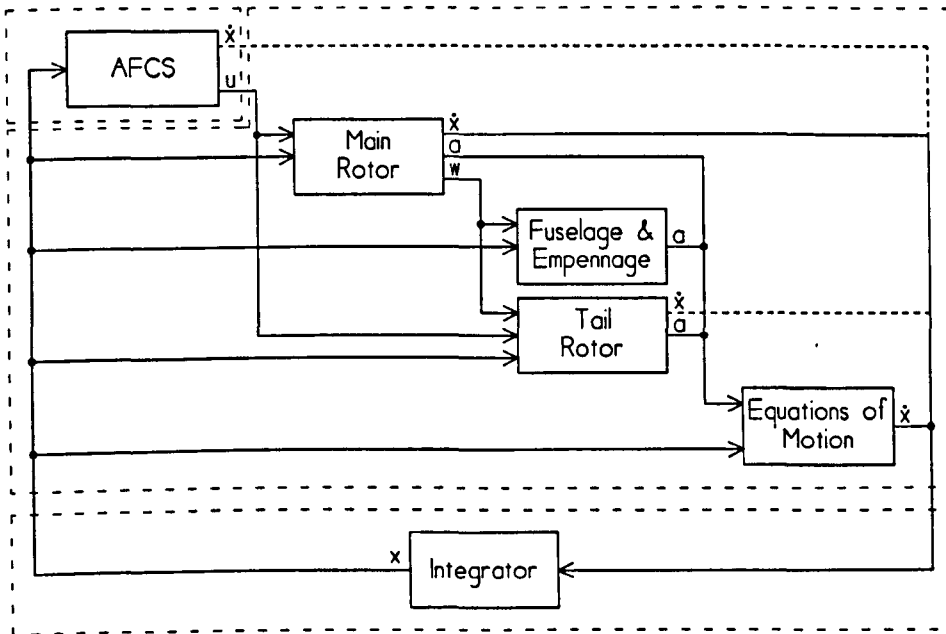 ẋ
AFCS
u
Main
Rotor
ẋ
a
w
Fuselage &
Empennage
a
Tail
Rotor
ẋ
a
Equations of
Motion
ẋ
x
Integrator